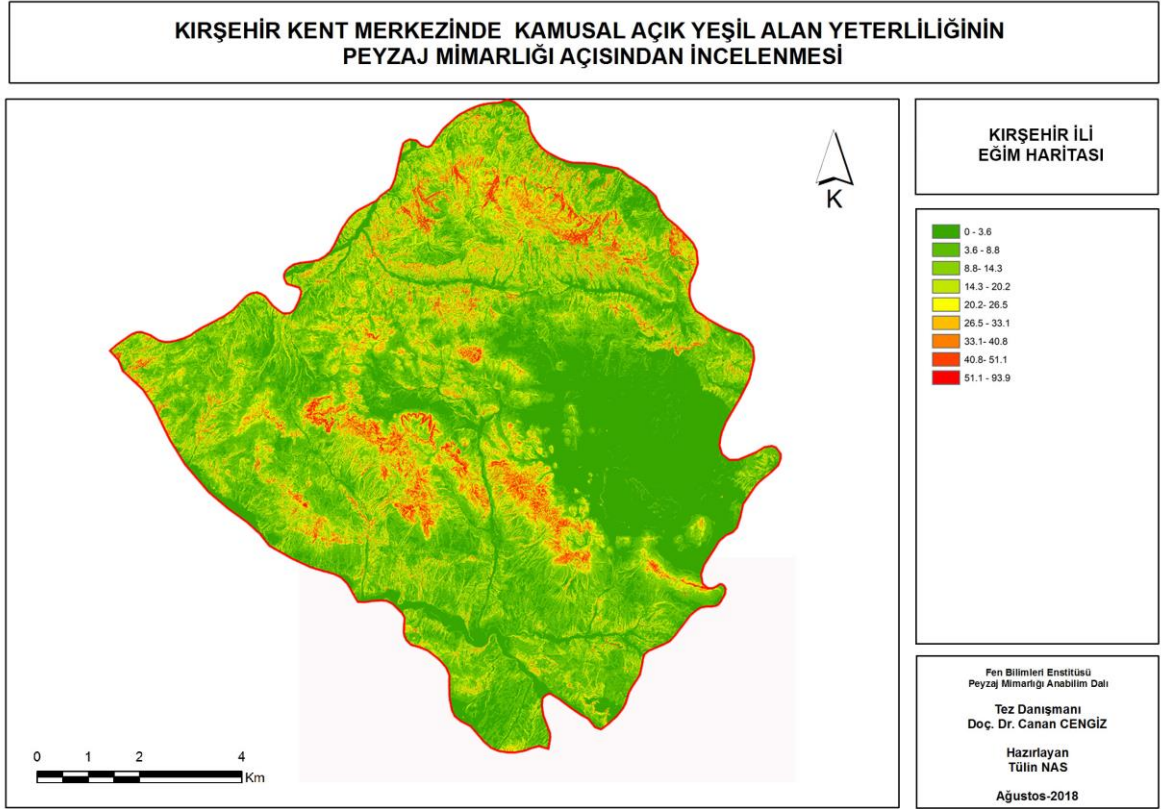 KIRŞEHİR KENT MERKEZİNDE KAMUSAL AÇIK YEŞİL ALAN YETERLİLİĞİNİN
PEYZAJ MİMARLIĞI AÇISINDAN İNCELENMESİ
K
KIRŞEHİR İLİ
EĞİM HARİTASI
0 - 3.6
3.6 - 8.8
8.8- 14.3
14.3 - 20.2
20.2- 26.5
26.5 - 33.1
33.1- 40.8
40.8- 51.1
51.1 - 93.9
0 1 2 4
Km
Fen Bilimleri Enstitüsü
Peyzaj Mimarlığı Anabilim Dalı
Tez Danışmanı
Doç. Dr. Canan CENGİZ
Hazırlayan
Tülin NAS
Ağustos-2018